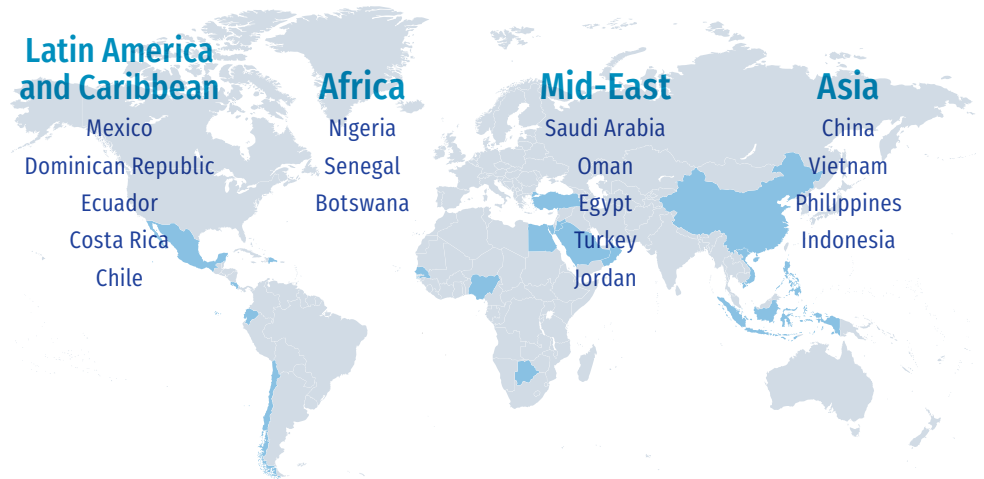 Latin America
and Caribbean
Mexico
Dominican Republic
Ecuador
Costa Rica
Chile
Africa
Nigeria
Senegal
Botswana
Mid-East
Saudi Arabia
Oman
Egypt
Turkey
Jordan
Asia
China
Vietnam
Philippines
Indonesia